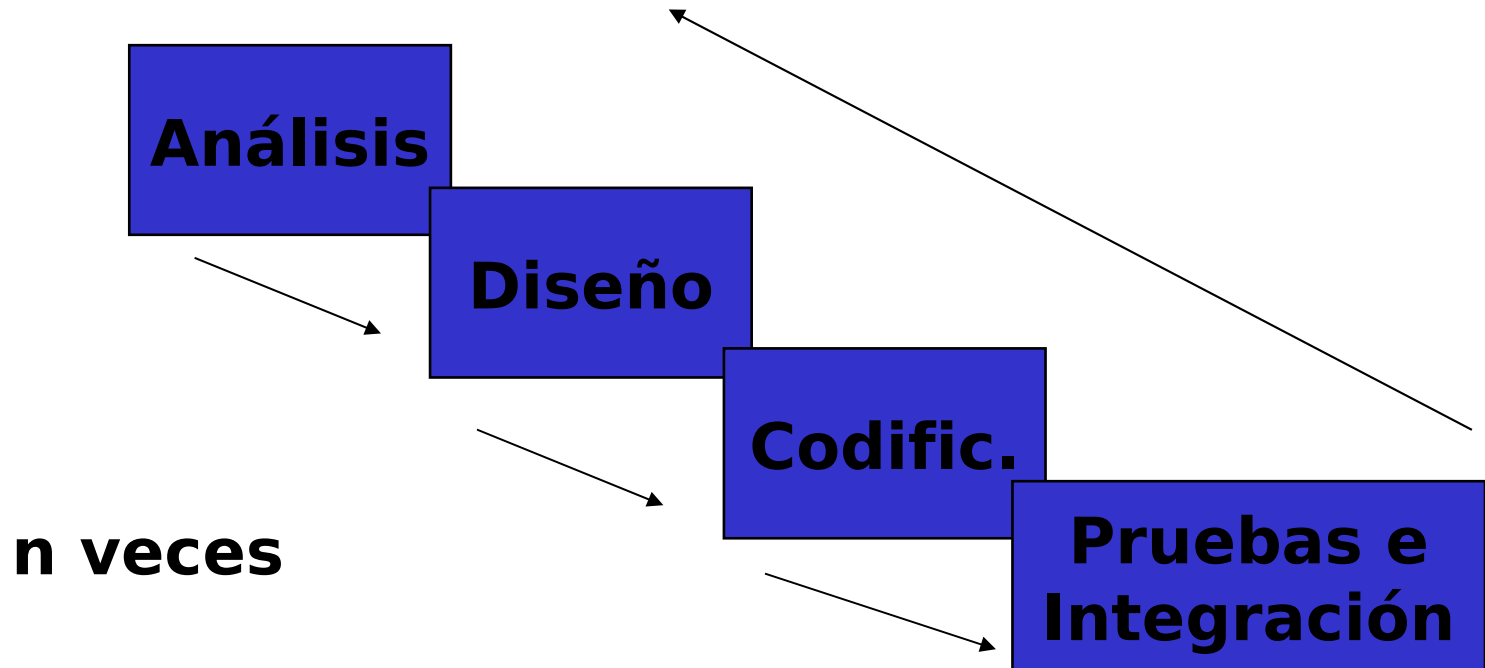 Análisis
Diseño
Codific.
n veces
Pruebas e
Integración